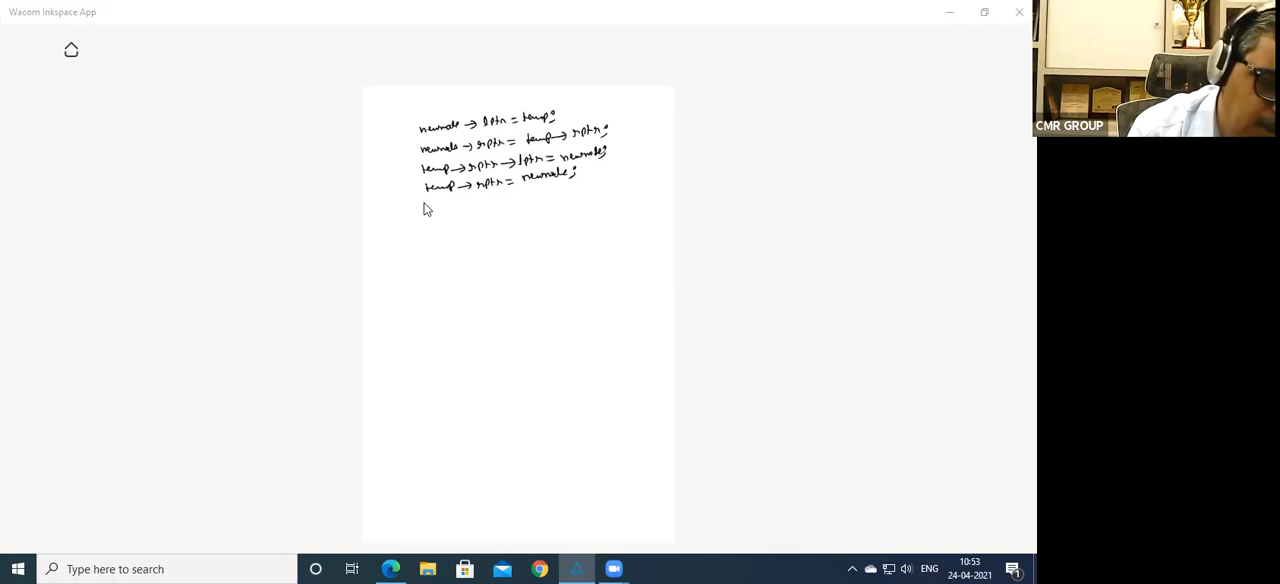 Wacom Inkspace App
newnode → lptr = temp;
newnode → rptr = temp → rptr;
temp → rptr → lptr = newnode;
temp → rptr = newnode;
CMR GROUP
Type here to search
ENG
10:53
24-04-2021